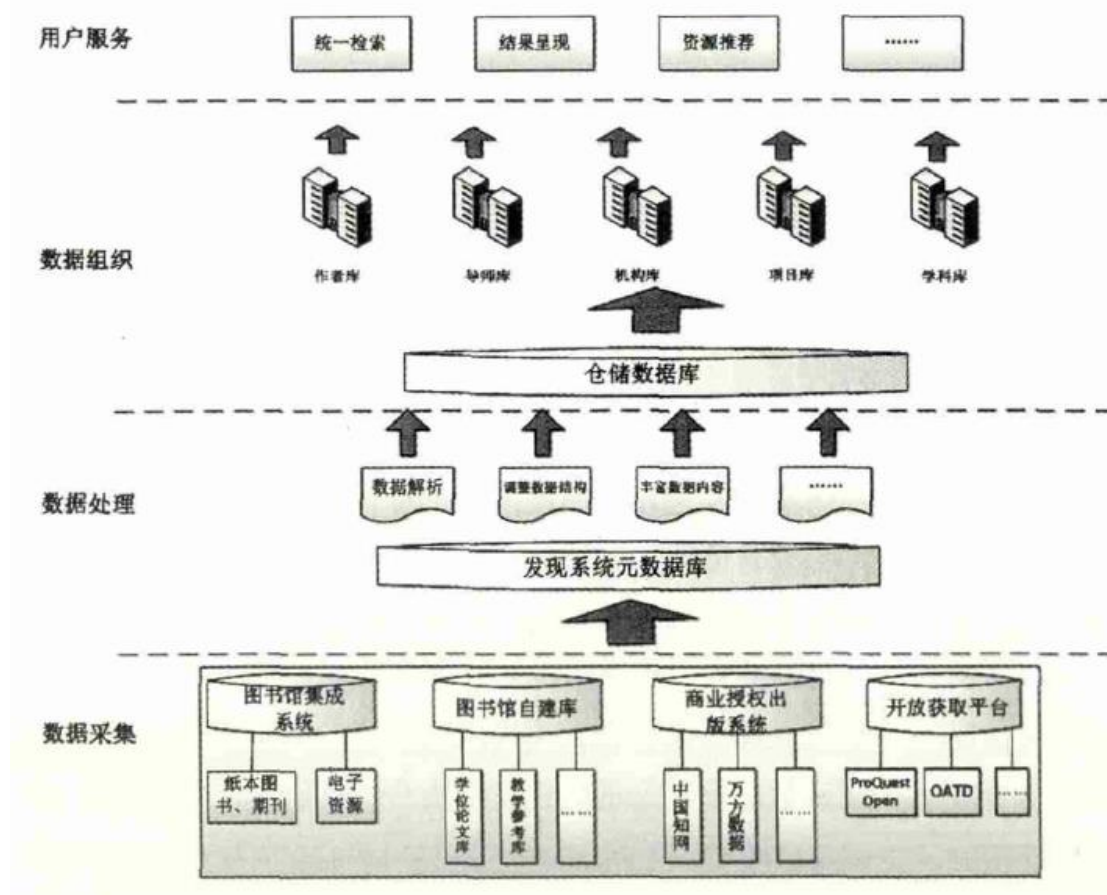 用户服务
统一检索
结果呈现
资源推荐
……
数据组织
作者库
导师库
机构库
项目库
学科库
仓储数据库
数据处理
数据解析
调整数据结构
丰富数据内容
……
发现系统元数据库
数据采集
图书馆集成
系统
纸本图
书、期刊
电子
资源
图书馆自建库
学位论文库
教学参考库
……
商业授权出
版系统
中国知网
万方数据
……
开放获取平台
ProQuest
Open
OATD
……